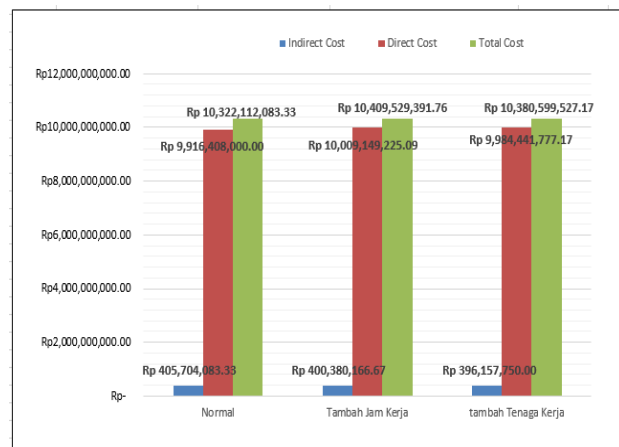 Indirect Cost Direct Cost Total Cost
Rp12,000,000,000.00
Rp10,000,000,000.00
Rp8,000,000,000.00
Rp6,000,000,000.00
Rp4,000,000,000.00
Rp2,000,000,000.00
Rp-
Rp 10,322,112,083.33 Rp 10,409,529,391.76 Rp 10,380,599,527.17
Rp 9,916,408,000.00 Rp 10,009,149,225.09 Rp 9,984,441,777.17
Rp 405,704,083.33 Rp 400,380,166.67 Rp 396,157,750.00
Normal Tambah Jam Kerja tambah Tenaga Kerja